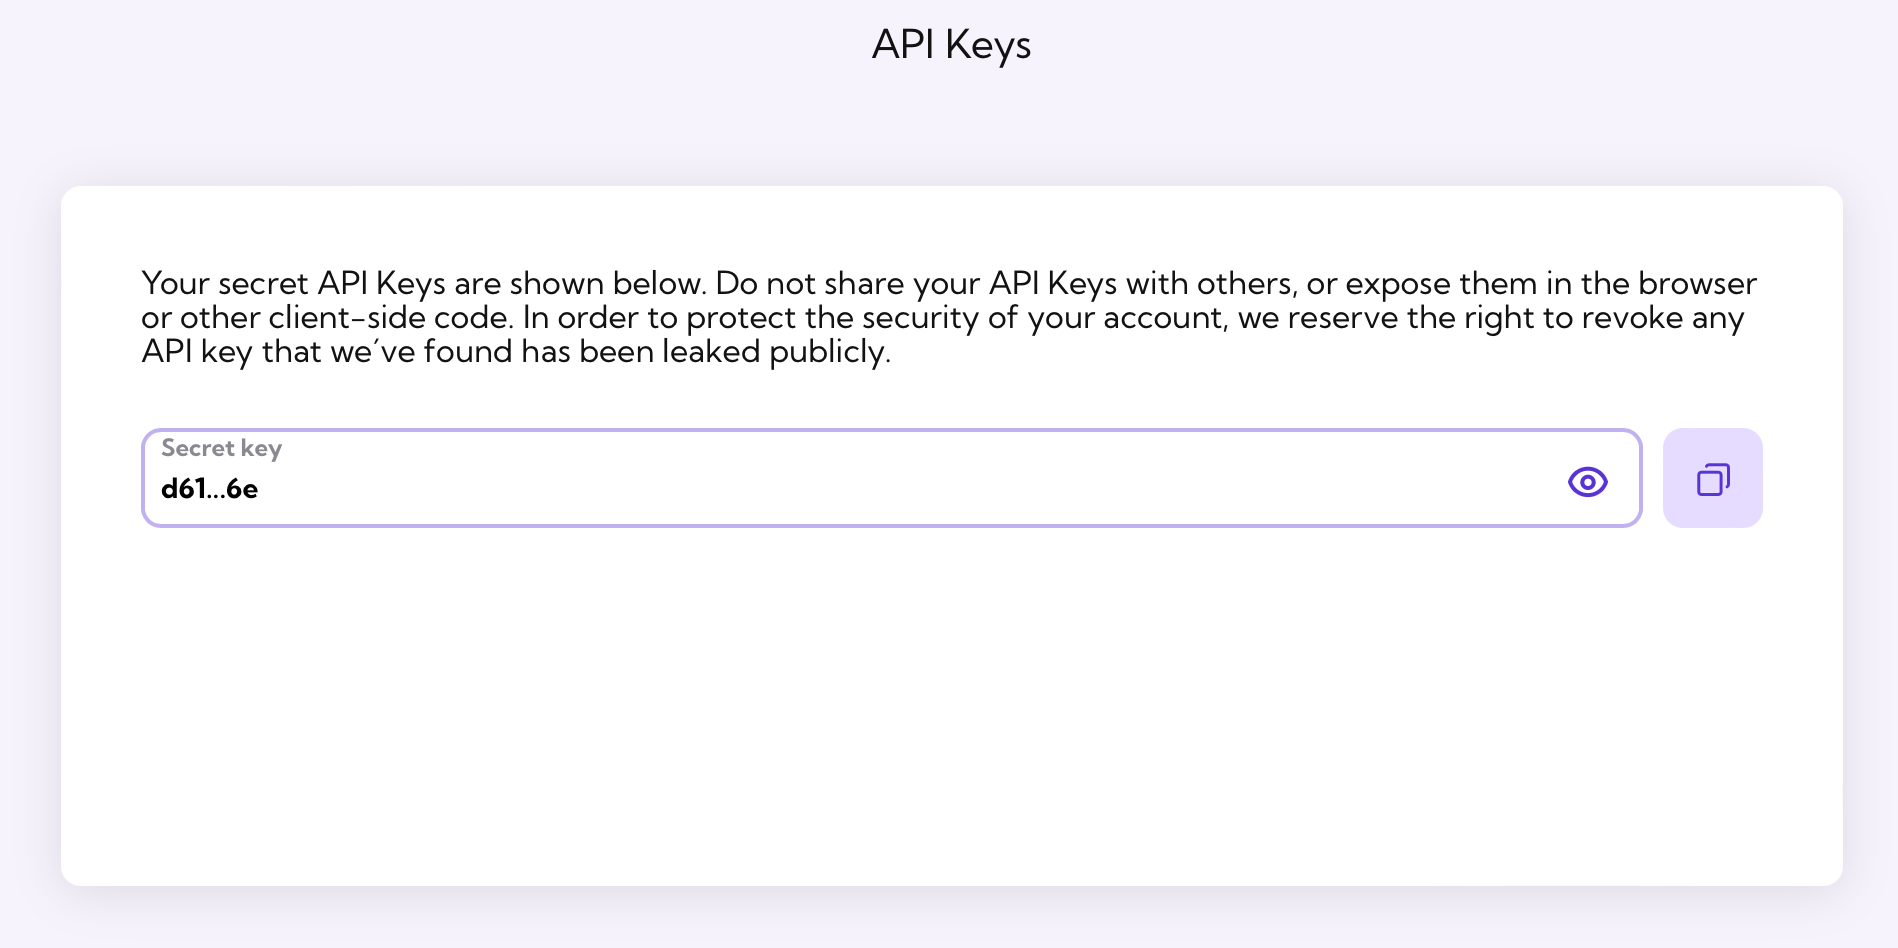 API Keys
Your secret API Keys are shown below. Do not share your API Keys with others, or expose them in the browser
or other client-side code. In order to protect the security of your account, we reserve the right to revoke any
API key that we´ve found has been leaked publicly.
Secret key
d61...6e